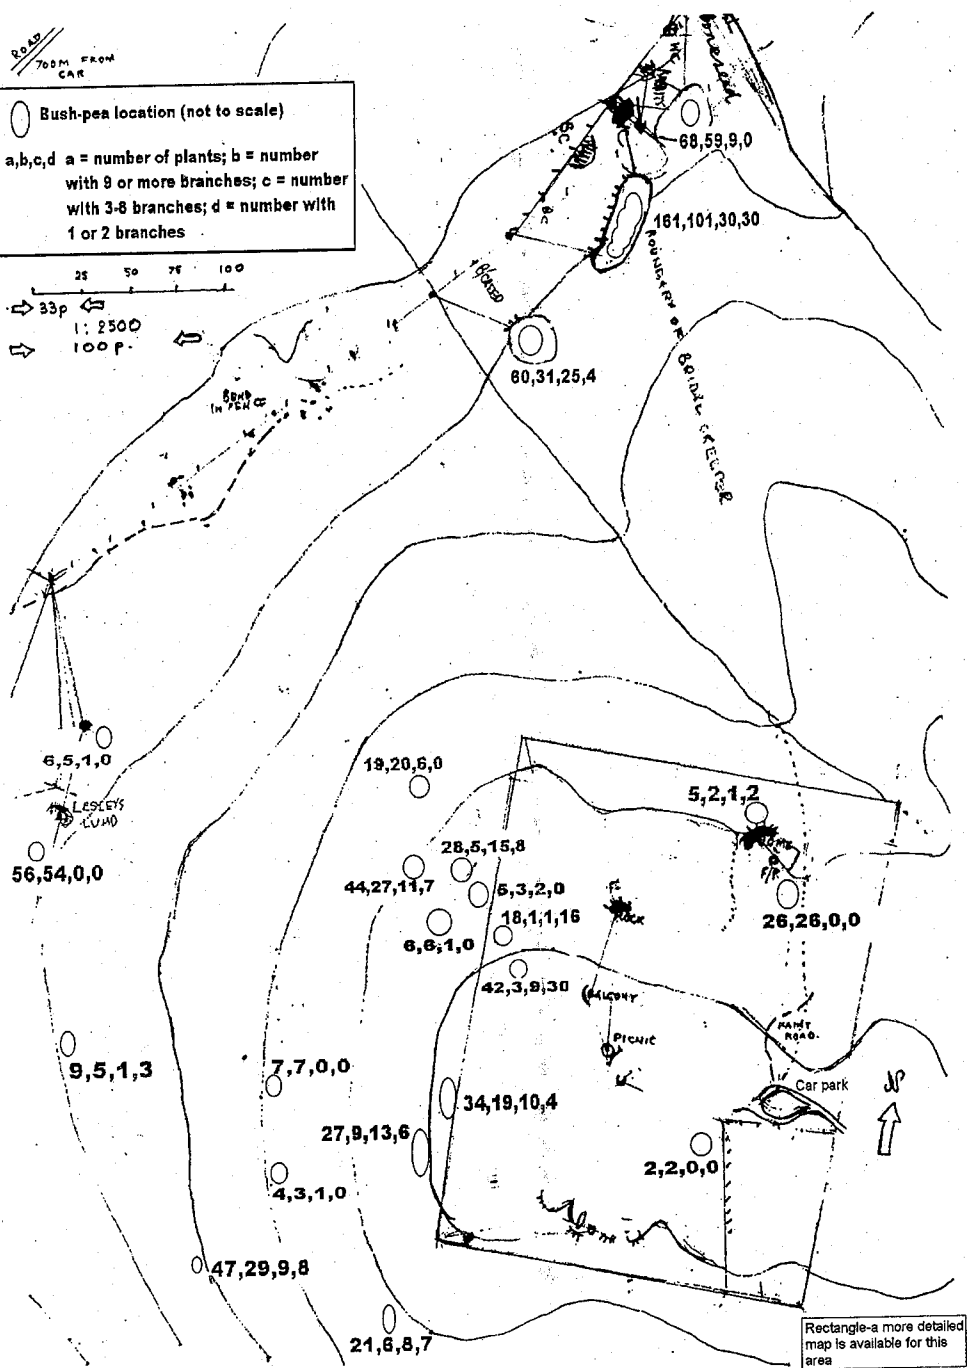 ROAD
700M FROM
CAR
Bush-pea location (not to scale)
a,b,c,d a = number of plants; b = number
with 9 or more branches; c = number
with 3-8 branches; d = number with
1 or 2 branches
25 50 75 100
33p
1: 2500
100 p.
68,59,9,0
161,101,30,30
BOUNDARY OF BRIDAL CREEPER
60,31,25,4
BEND
IN FENCE
6,5,1,0
LESLEYS
56,54,0,0
19,20,6,0
5,2,1,2
28,5,15,8
44,27,11,7
5,3,2,0
18,1,1,16
6,6,1,0
F/P
26,26,0,0
ROCK
42,3,9,30
BALCONY
PICNIC
ROAD.
9,5,1,3
7,7,0,0
34,19,10,4
Car park
N
27,9,13,6
2,2,0,0
4,3,1,0
47,29,9,8
21,6,8,7
Rectangle-a more detailed
map is available for this
area